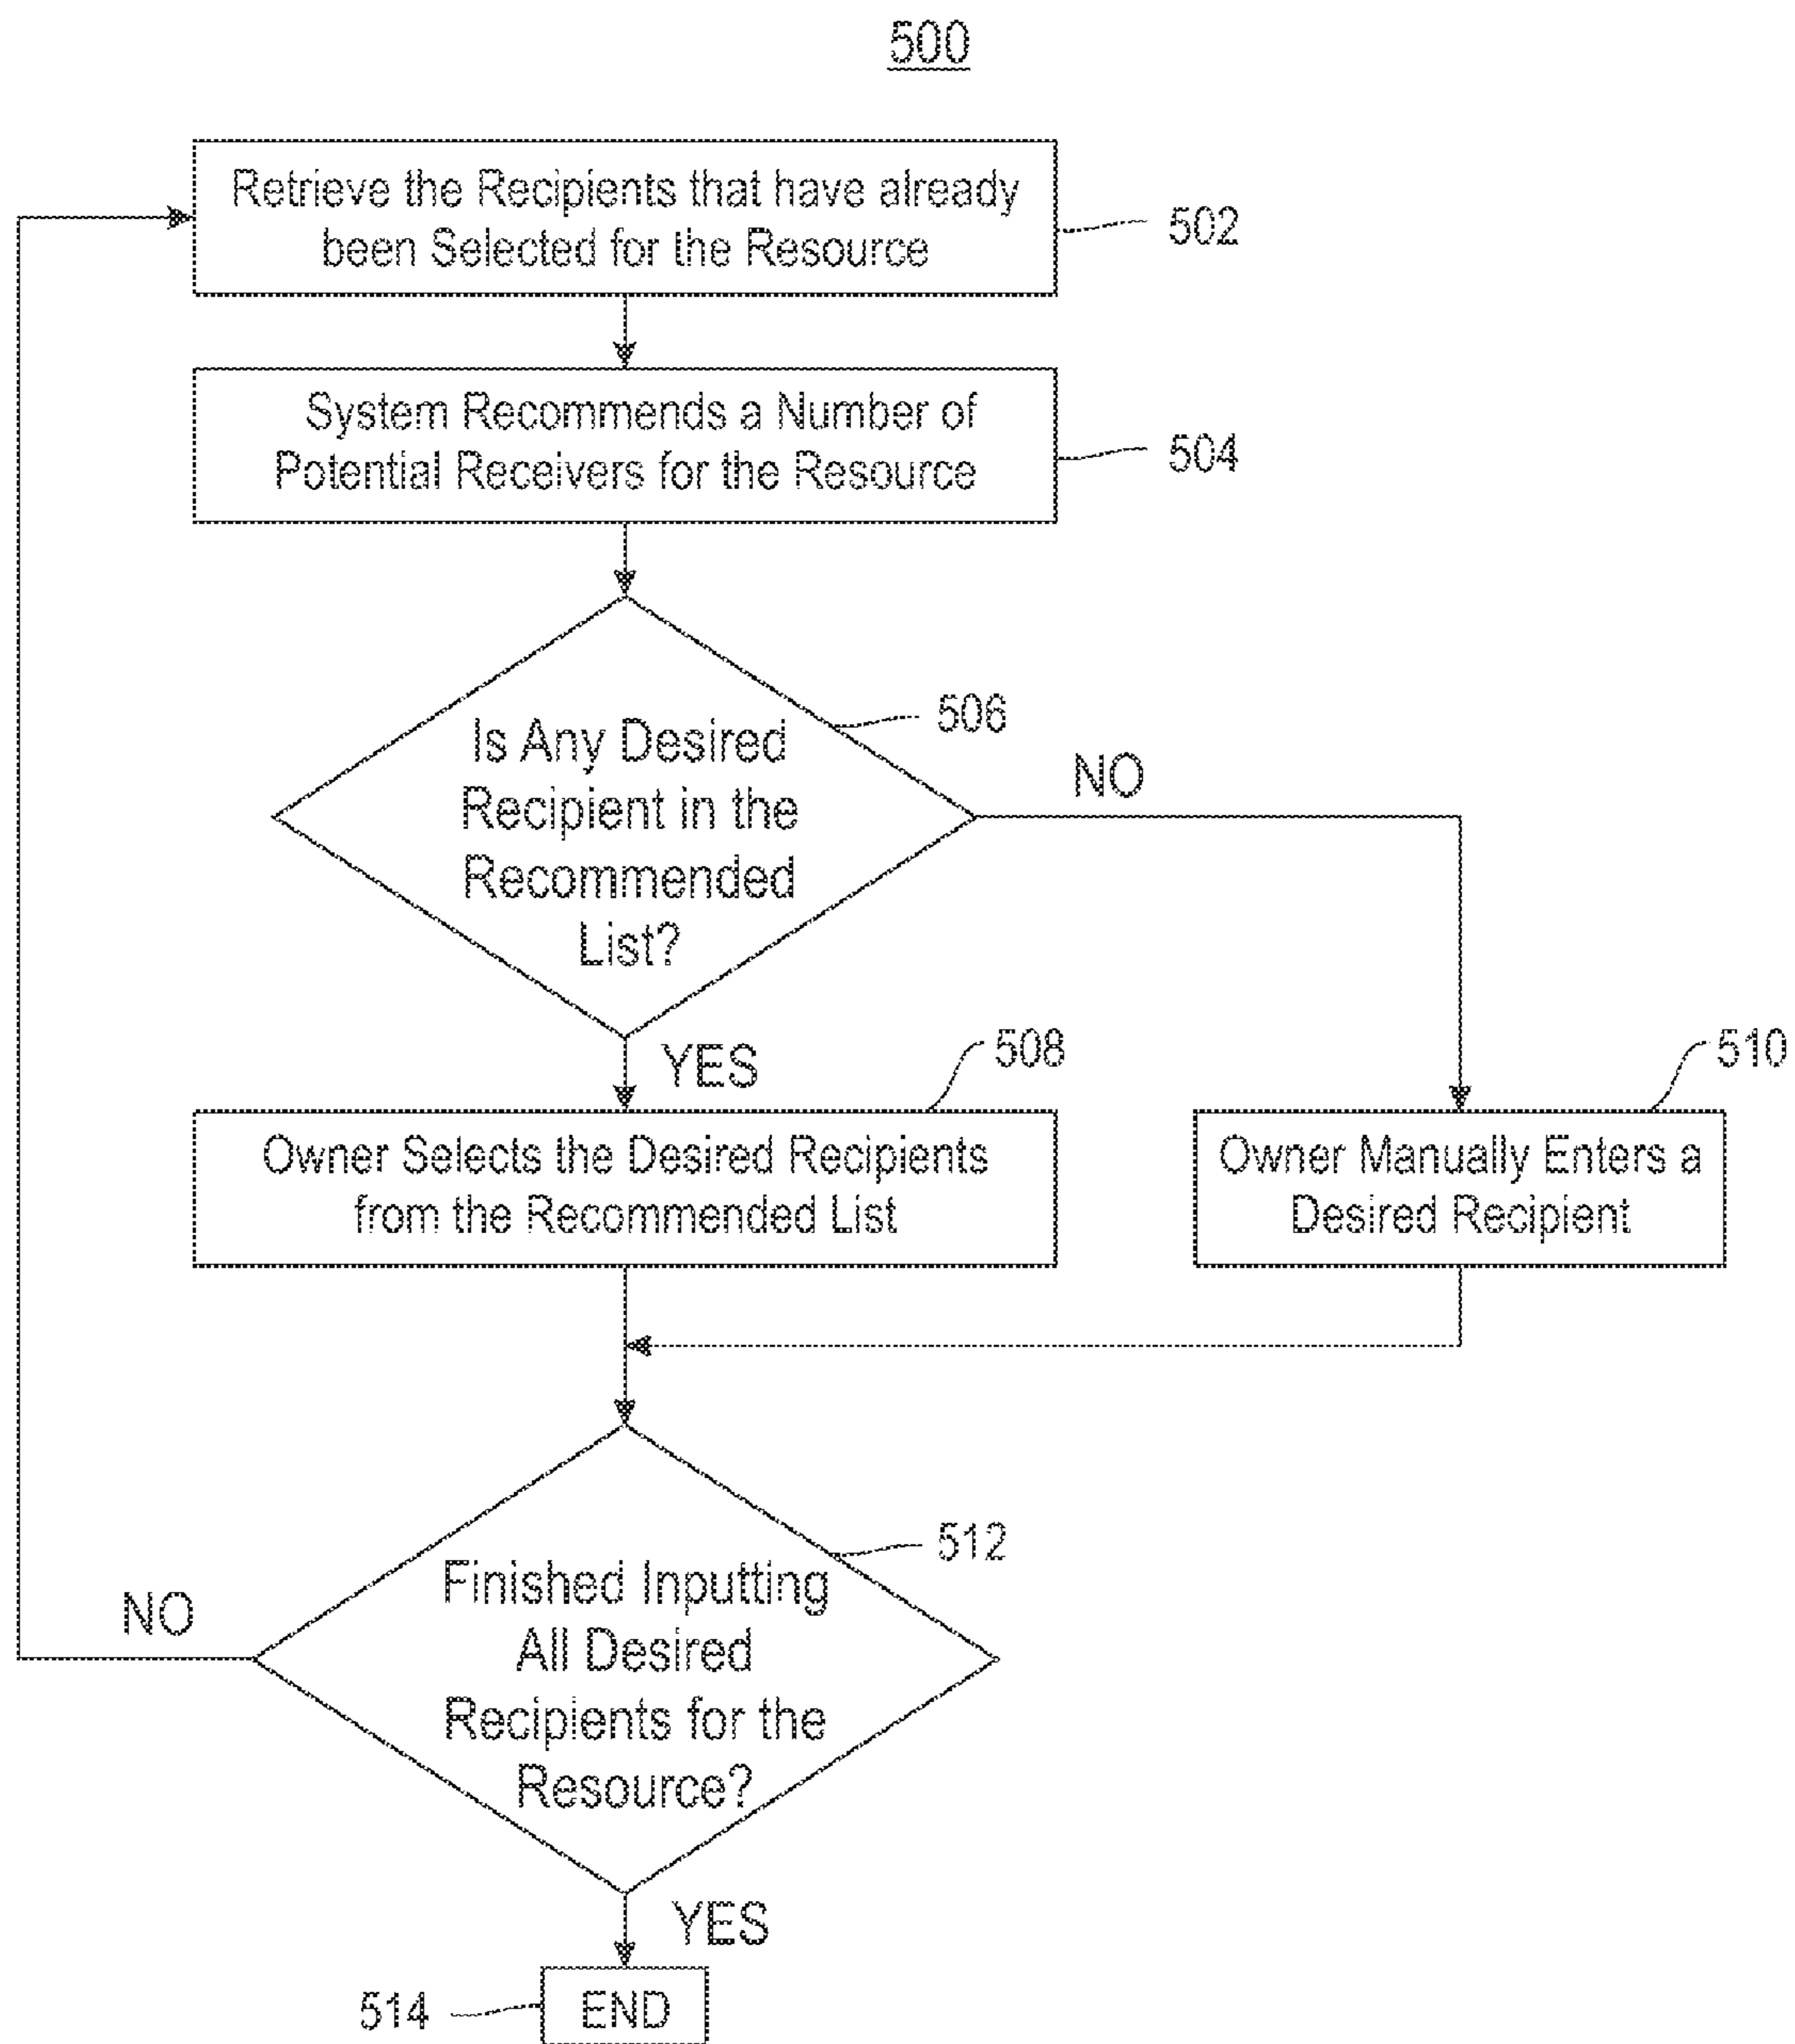 500
Retrieve the Recipients that have already
been Selected for the Resource
502
System Recommends a Number of
Potential Receivers for the Resource
504
506
Is Any Desired
Recipient in the
Recommended
List?
NO
YES
508
510
Owner Selects the Desired Recipients
from the Recommended List
Owner Manually Enters a
Desired Recipient
512
Finished Inputting
All Desired
Recipients for the
Resource?
NO
YES
514
END